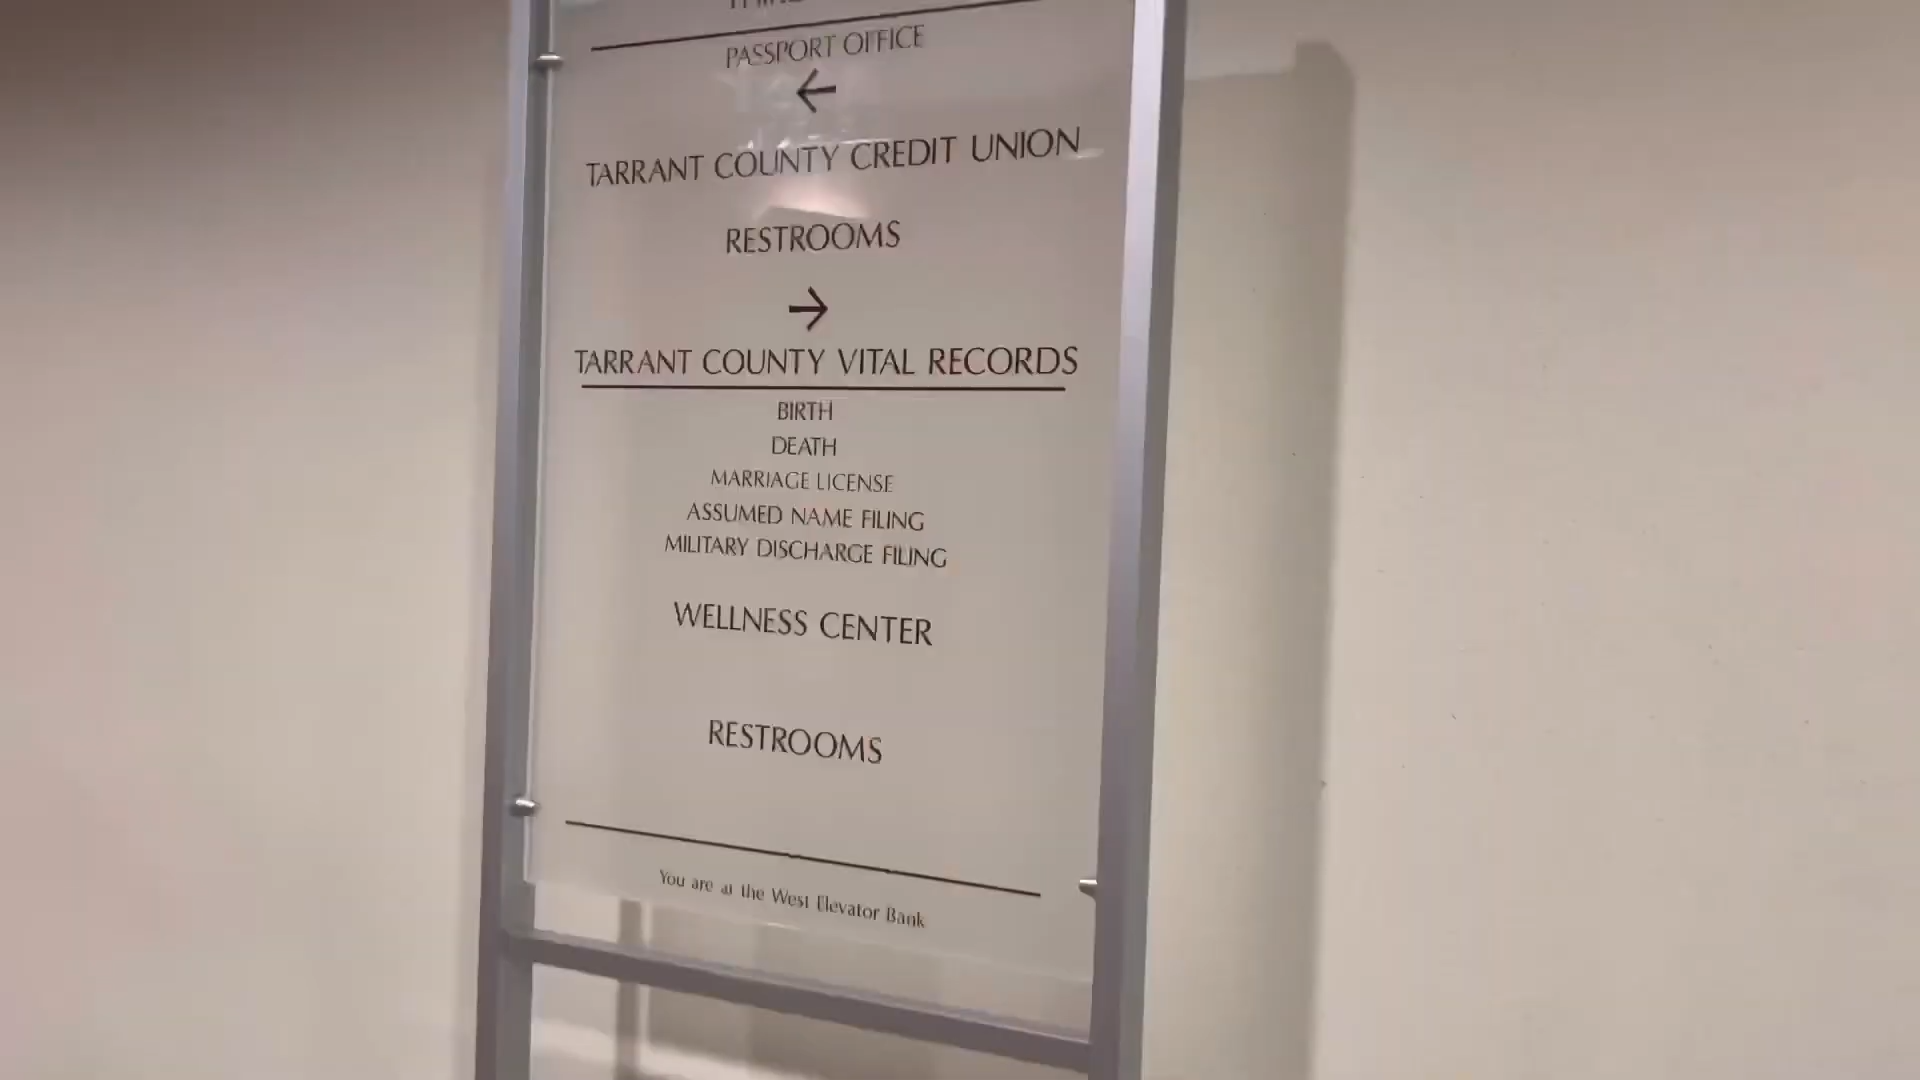 PASSPORT OFFICE
←
TARRANT COUNTY CREDIT UNION
RESTROOMS
→
TARRANT COUNTY VITAL RECORDS
BIRTH
DEATH
MARRIAGE LICENSE
ASSUMED NAME FILING
MILITARY DISCHARGE FILING
WELLNESS CENTER
RESTROOMS
You are at the West Elevator Bank